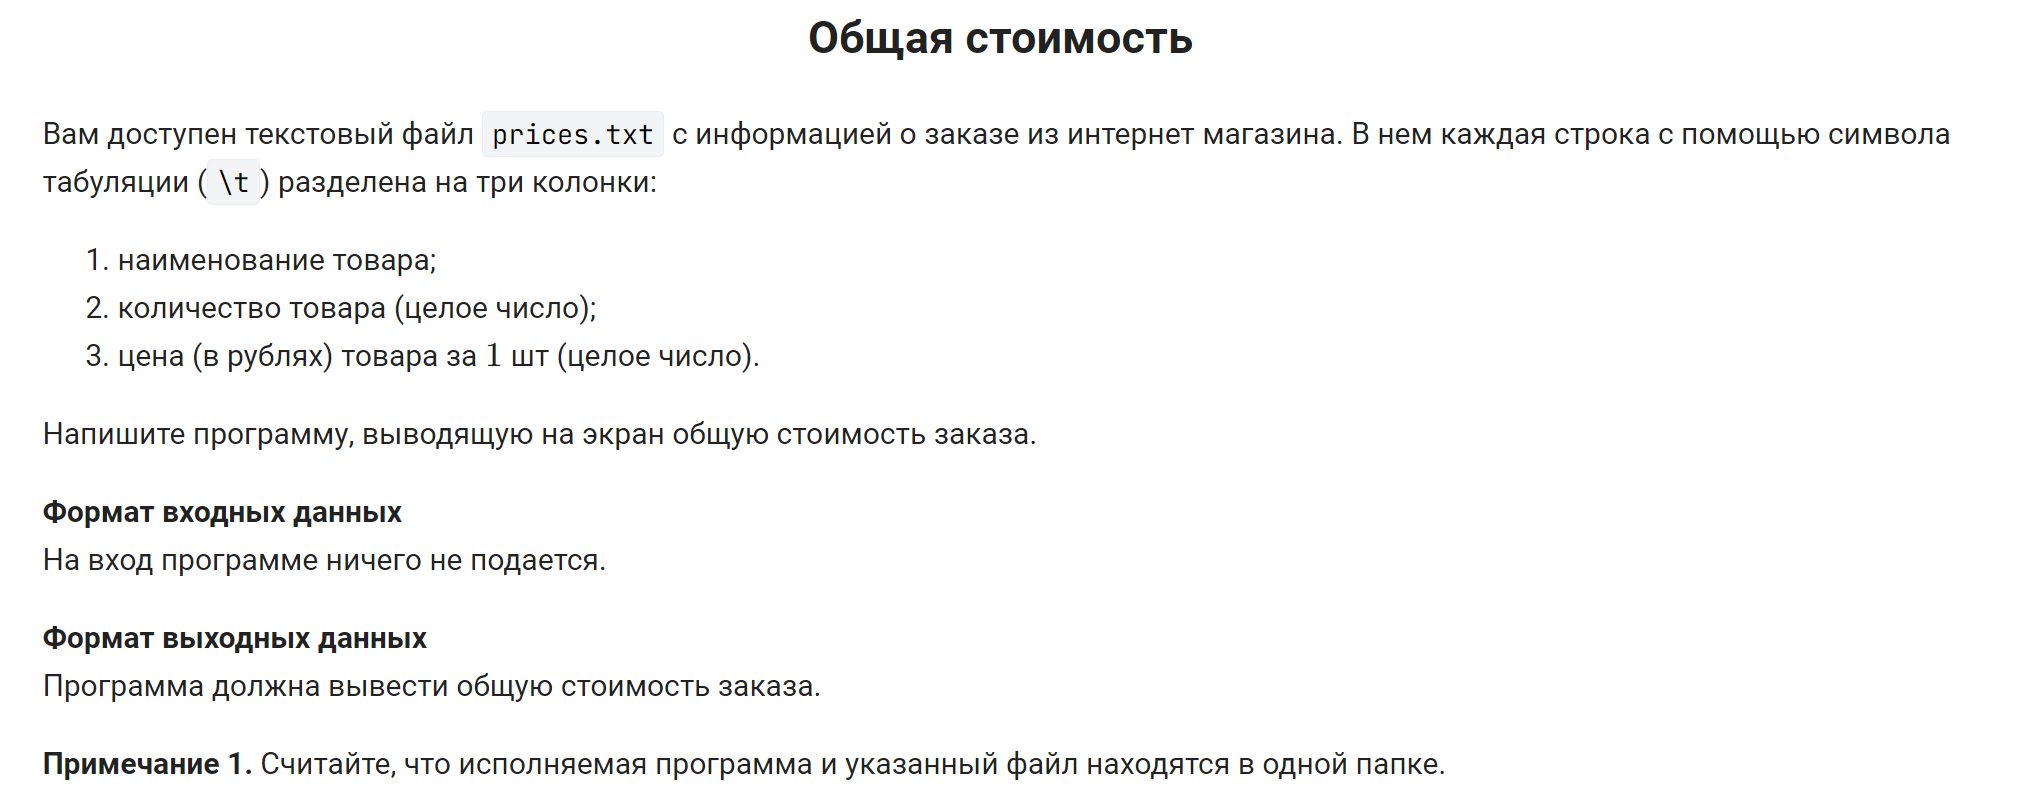 Общая стоимость
Вам доступен текстовый файл prices.txt с информацией о заказе из интернет магазина. В нем каждая строка с помощью символа
табуляции (\t) разделена на три колонки:
1. наименование товара;
2. количество товара (целое число);
3. цена (в рублях) товара за 1 шт (целое число).
Напишите программу, выводящую на экран общую стоимость заказа.
Формат входных данных
На вход программе ничего не подается.
Формат выходных данных
Программа должна вывести общую стоимость заказа.
Примечание 1. Считайте, что исполняемая программа и указанный файл находятся в одной папке.